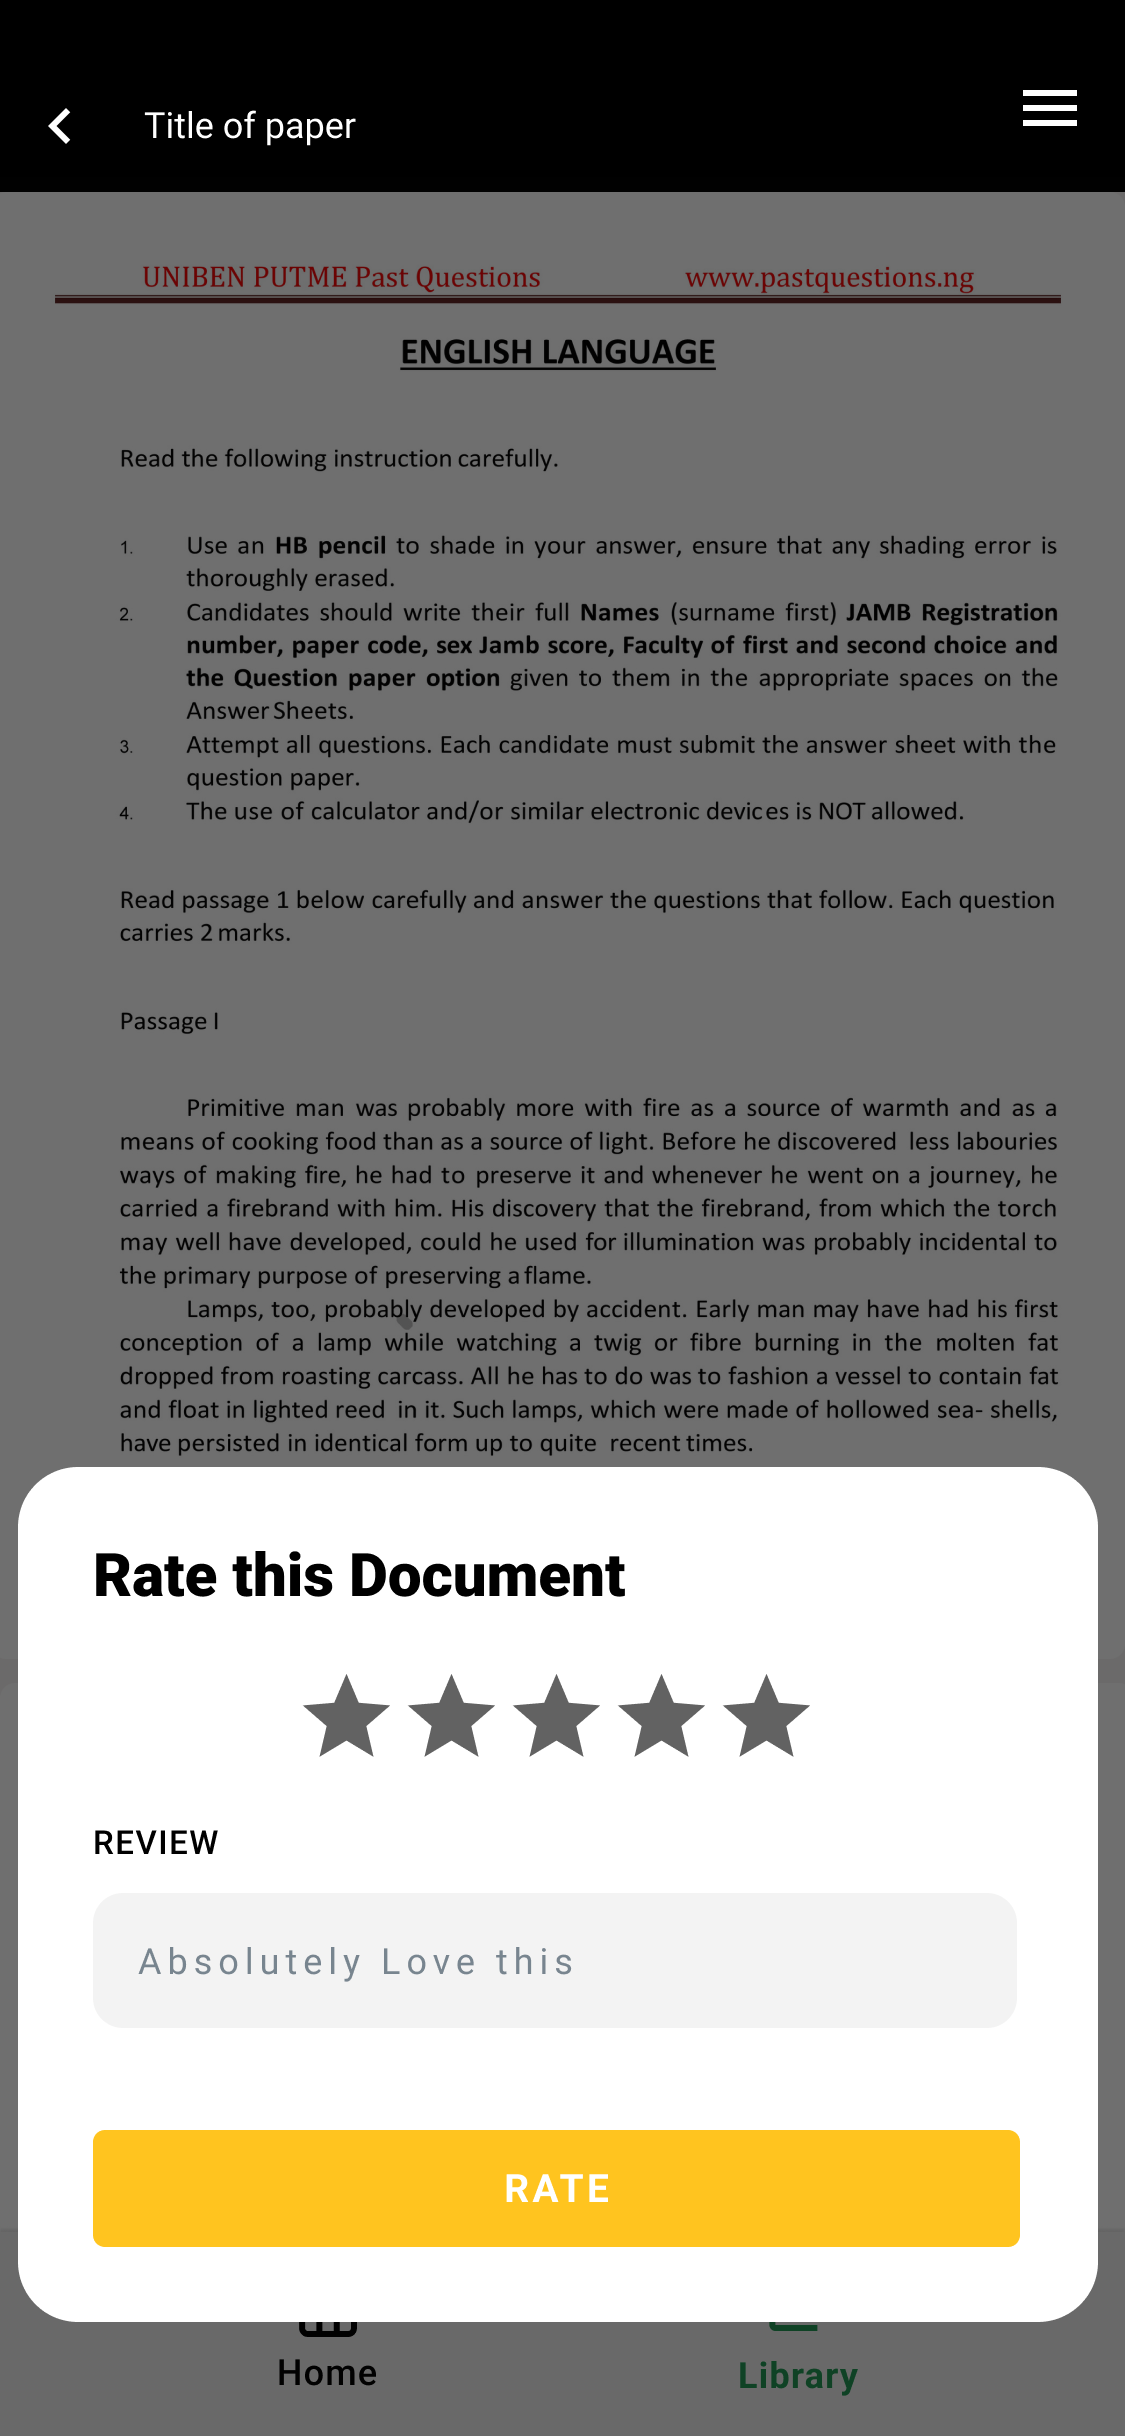 Title of paper
UNIBEN PUTME Past Questions www.pastquestions.ng
ENGLISH LANGUAGE
Read the following instruction carefully.
1. Use an HB pencil to shade in your answer, ensure that any shading error is
thoroughly erased.
2. Candidates should write their full Names (surname first) JAMB Registration
number, paper code, sex Jamb score, Faculty of first and second choice and
the Question paper option given to them in the appropriate spaces on the
Answer Sheets.
3. Attempt all questions. Each candidate must submit the answer sheet with the
question paper.
4. The use of calculator and/or similar electronic devices is NOT allowed.
Read passage 1 below carefully and answer the questions that follow. Each question
carries 2 marks.
Passage I
Primitive man was probably more with fire as a source of warmth and as a
means of cooking food than as a source of light. Before he discovered less labouries
ways of making fire, he had to preserve it and whenever he went on a journey, he
carried a firebrand with him. His discovery that the firebrand, from which the torch
may well have developed, could he used for illumination was probably incidental to
the primary purpose of preserving a flame.
Lamps, too, probably developed by accident. Early man may have had his first
conception of a lamp while watching a twig or fibre burning in the molten fat
dropped from roasting carcass. All he has to do was to fashion a vessel to contain fat
and float in lighted reed in it. Such lamps, which were made of hollowed sea- shells,
have persisted in identical form up to quite recent times.
Rate this Document
REVIEW
Absolutely Love this
RATE
Home
Library